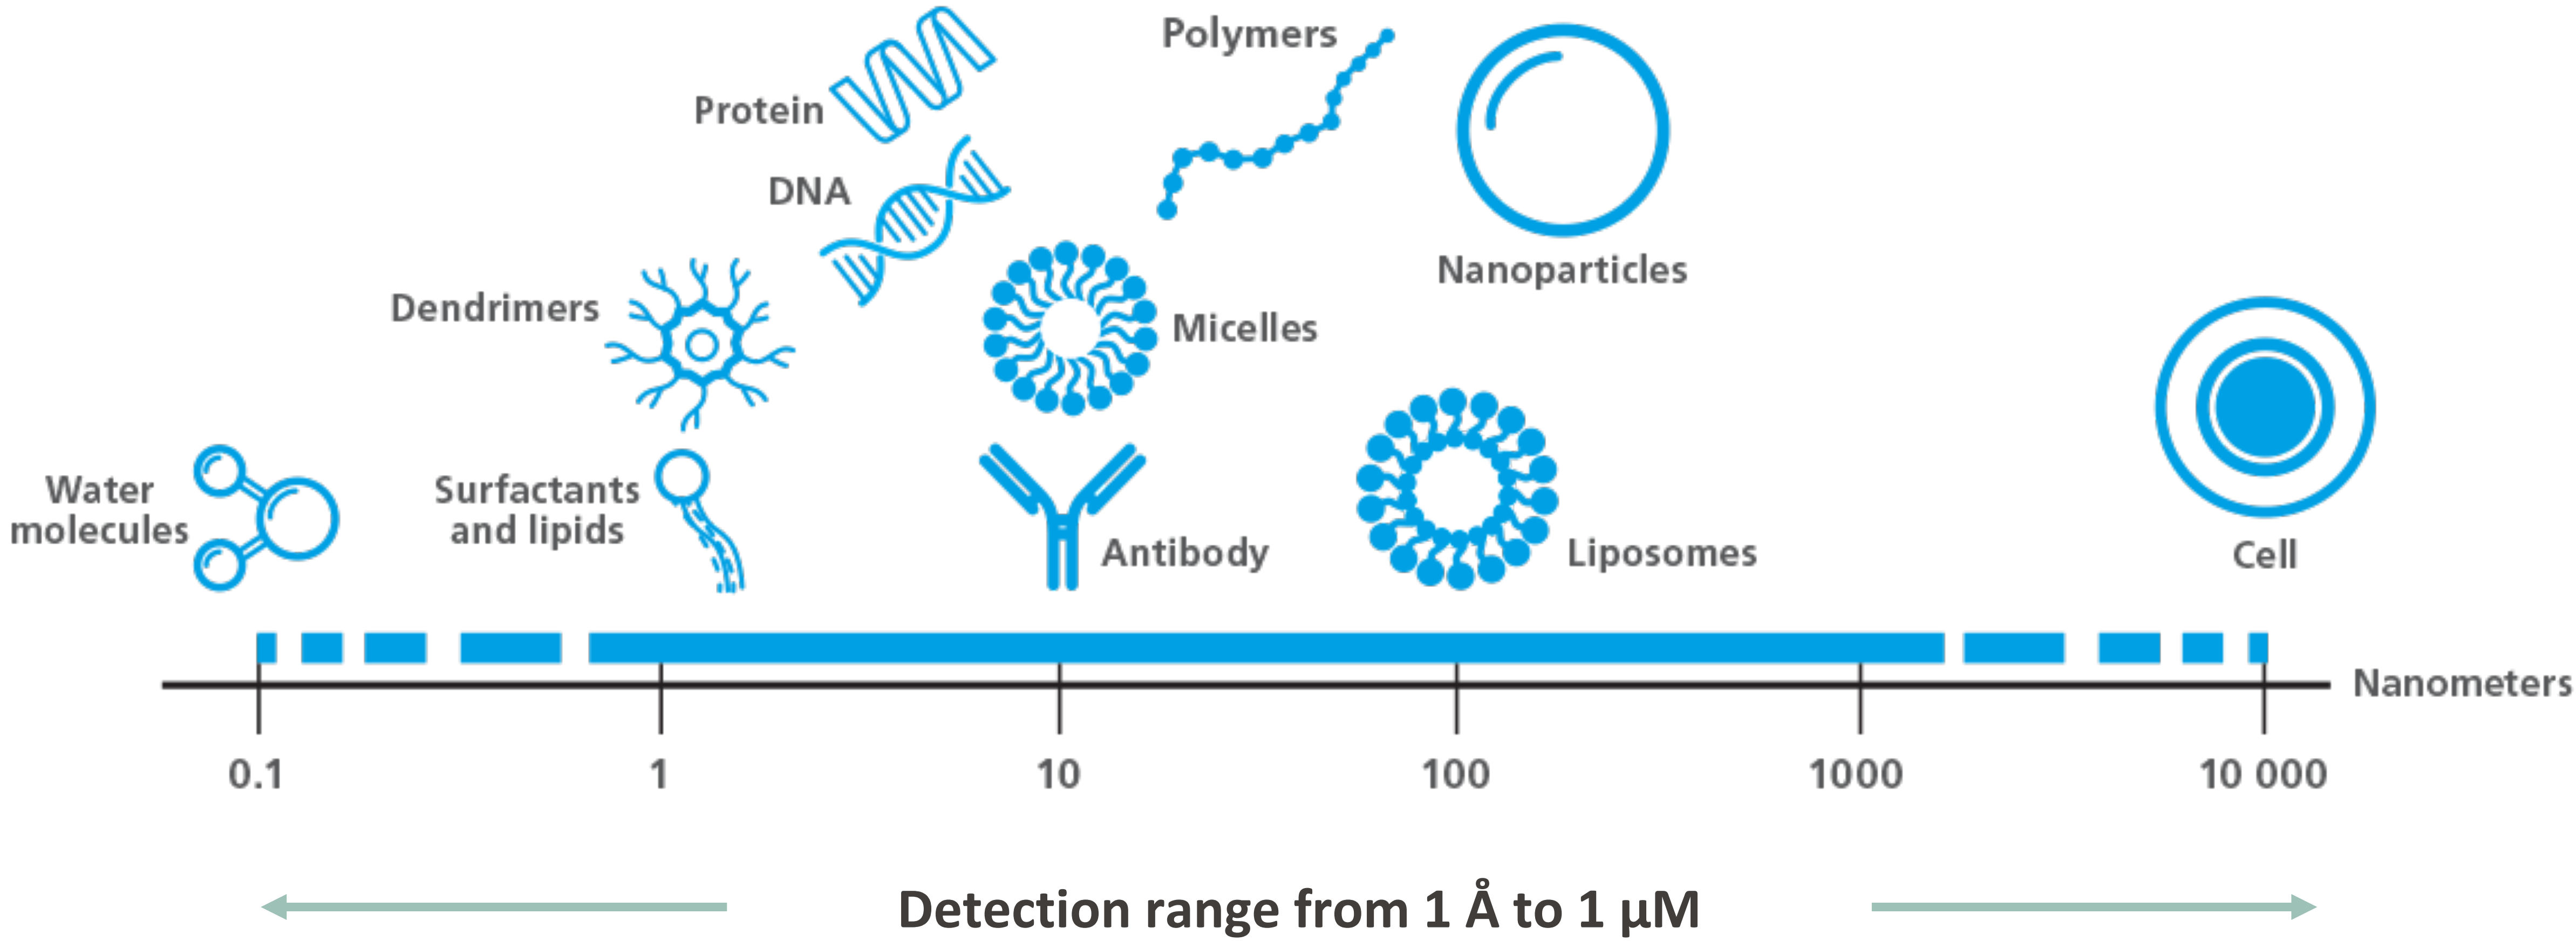 Polymers
Protein
DNA
Nanoparticles
Dendrimers
Micelles
Water
molecules
Surfactants
and lipids
Antibody
Liposomes
Cell
Nanometers
0.1
1
10
100
1000
10 000
Detection range from 1 Å to 1 µM